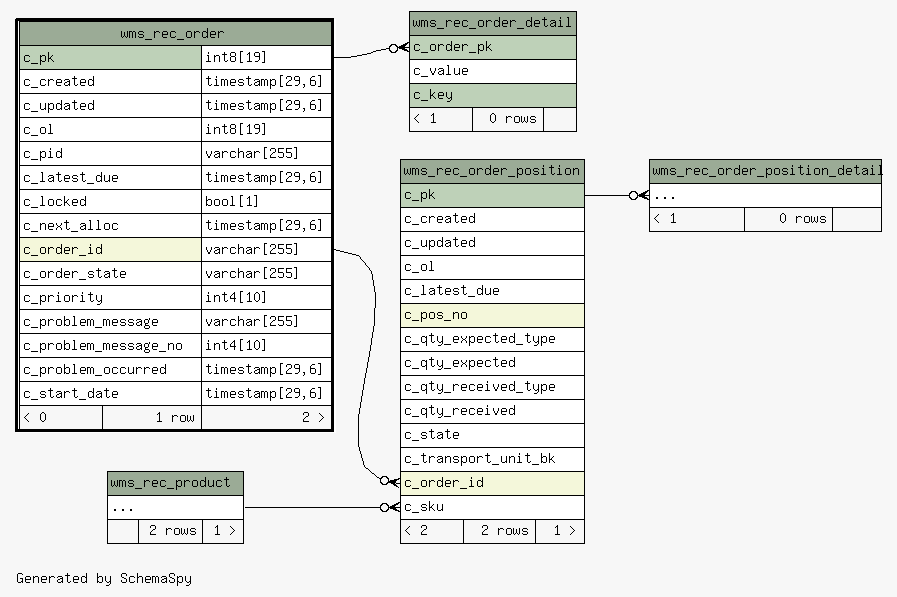 wms_rec_order
c_pk int8[19]
c_created timestamp[29,6]
c_updated timestamp[29,6]
c_ol int8[19]
c_pid varchar[255]
c_latest_due timestamp[29,6]
c_locked bool[1]
c_next_alloc timestamp[29,6]
c_order_id varchar[255]
c_order_state varchar[255]
c_priority int4[10]
c_problem_message varchar[255]
c_problem_message_no int4[10]
c_problem_occurred timestamp[29,6]
c_start_date timestamp[29,6]
< 0 1 row 2 >
wms_rec_order_detail
c_order_pk
c_value
c_key
< 1 0 rows
wms_rec_order_position
c_pk
c_created
c_updated
c_ol
c_latest_due
c_pos_no
c_qty_expected_type
c_qty_expected
c_qty_received_type
c_qty_received
c_state
c_transport_unit_bk
c_order_id
c_sku
< 2 2 rows 1 >
wms_rec_order_position_detail
...
< 1 0 rows
wms_rec_product
...
2 rows 1 >
Generated by SchemaSpy